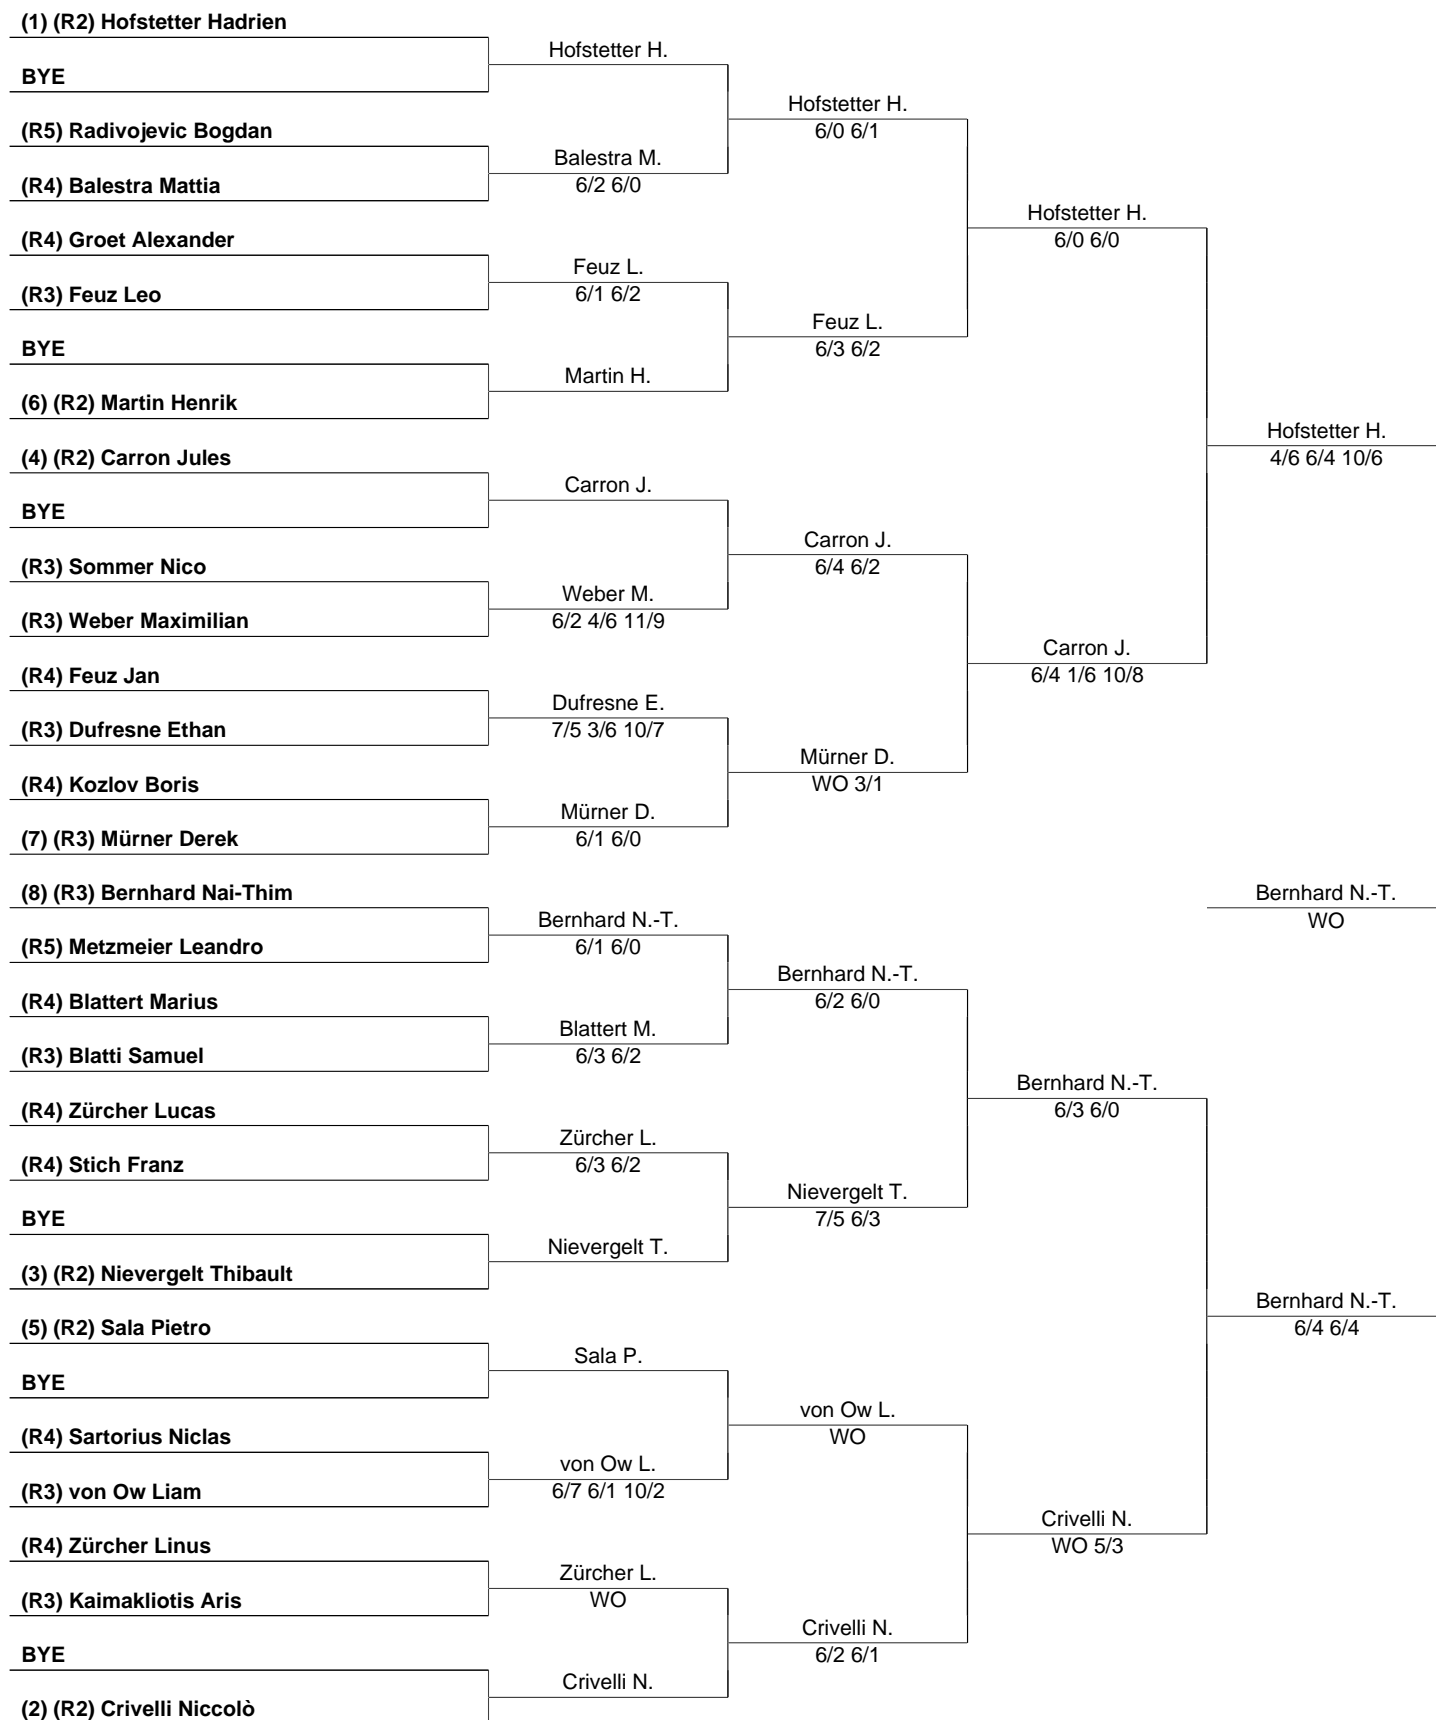 (1) (R2) Hofstetter Hadrien
BYE
(R5) Radivojevic Bogdan
(R4) Balestra Mattia
(R4) Groet Alexander
(R3) Feuz Leo
BYE
(6) (R2) Martin Henrik
(4) (R2) Carron Jules
BYE
(R3) Sommer Nico
(R3) Weber Maximilian
(R4) Feuz Jan
(R3) Dufresne Ethan
(R4) Kozlov Boris
(7) (R3) Mürner Derek
(8) (R3) Bernhard Nai-Thim
(R5) Metzmeier Leandro
(R4) Blattert Marius
(R3) Blatti Samuel
(R4) Zürcher Lucas
(R4) Stich Franz
BYE
(3) (R2) Nievergelt Thibault
(5) (R2) Sala Pietro
BYE
(R4) Sartorius Niclas
(R3) von Ow Liam
(R4) Zürcher Linus
(R3) Kaimakliotis Aris
BYE
(2) (R2) Crivelli Niccolò
Hofstetter H.
Balestra M.
6/2 6/0
Feuz L.
6/1 6/2
Martin H.
Carron J.
Weber M.
6/2 4/6 11/9
Dufresne E.
7/5 3/6 10/7
Mürner D.
6/1 6/0
Bernhard N.-T.
6/1 6/0
Blattert M.
6/3 6/2
Zürcher L.
6/3 6/2
Nievergelt T.
Sala P.
von Ow L.
6/7 6/1 10/2
Zürcher L.
WO
Crivelli N.
Hofstetter H.
6/0 6/1
Feuz L.
6/3 6/2
Carron J.
6/4 6/2
Mürner D.
WO 3/1
Bernhard N.-T.
6/2 6/0
Nievergelt T.
7/5 6/3
von Ow L.
WO
Crivelli N.
6/2 6/1
Hofstetter H.
6/0 6/0
Carron J.
6/4 1/6 10/8
Bernhard N.-T.
6/3 6/0
Crivelli N.
WO 5/3
Hofstetter H.
4/6 6/4 10/6
Bernhard N.-T.
WO
Bernhard N.-T.
6/4 6/4